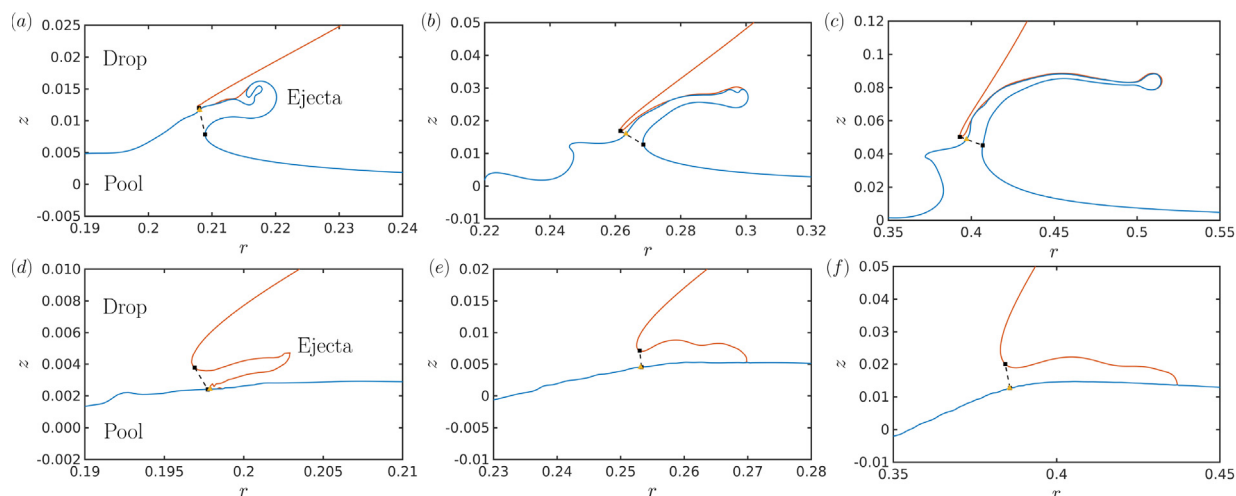 (a)
0.025
0.02
0.015
0.01
0.005
0
-0.005
z
Drop
Ejecta
Pool
0.19 0.2 0.21 0.22 0.23 0.24
r
(b)
0.05
0.04
0.03
0.02
0.01
0
-0.01
z
0.22 0.24 0.26 0.28 0.3 0.32
r
(c)
0.12
0.1
0.08
0.06
0.04
0.02
0
z
0.35 0.4 0.45 0.5 0.55
r
(d)
0.010
0.008
0.006
0.004
0.002
0.000
-0.002
z
Drop
Ejecta
Pool
0.19 0.195 0.2 0.205 0.21
r
(e)
0.02
0.015
0.01
0.005
0
-0.005
-0.01
z
0.23 0.24 0.25 0.26 0.27 0.28
r
(f)
0.05
0.04
0.03
0.02
0.01
0
-0.01
z
0.35 0.4 0.45
r